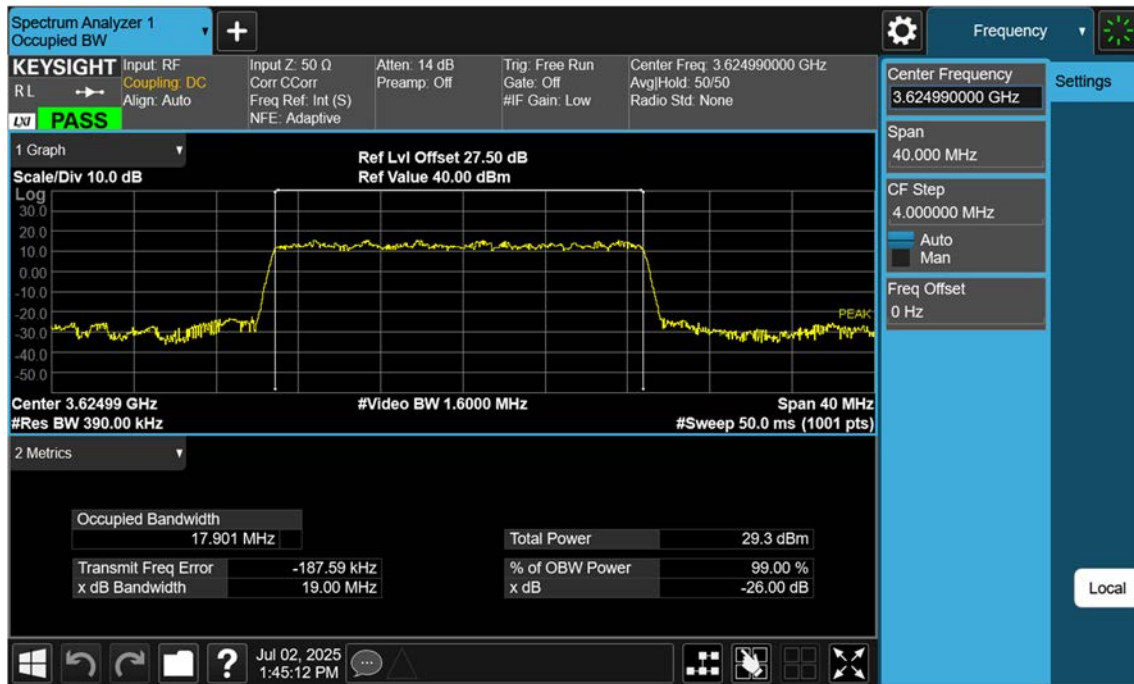 Spectrum Analyzer 1
Occupied BW
Frequency
KEYSIGHT
R L
LXI
PASS
Input: RF
Coupling: DC
Align: Auto
Input Z: 50 Ω
Corr CCorr
Freq Ref: Int (S)
NFE: Adaptive
Atten: 14 dB
Preamp: Off
Trig: Free Run
Gate: Off
#IF Gain: Low
Center Freq: 3.624990000 GHz
Avg|Hold: 50/50
Radio Std: None
Center Frequency
3.624990000 GHz
Settings
Span
40.000 MHz
CF Step
4.000000 MHz
Auto
Man
Freq Offset
0 Hz
1 Graph
Scale/Div 10.0 dB
Ref Lvl Offset 27.50 dB
Ref Value 40.00 dBm
Log
30.0
20.0
10.0
0.00
-10.0
-20.0
-30.0
-40.0
-50.0
PEAK
Center 3.62499 GHz
#Res BW 390.00 kHz
#Video BW 1.6000 MHz
Span 40 MHz
#Sweep 50.0 ms (1001 pts)
2 Metrics
Occupied Bandwidth
17.901 MHz
Transmit Freq Error -187.59 kHz
x dB Bandwidth 19.00 MHz
Total Power 29.3 dBm
% of OBW Power 99.00 %
x dB -26.00 dB
Local
?
Jul 02, 2025
1:45:12 PM